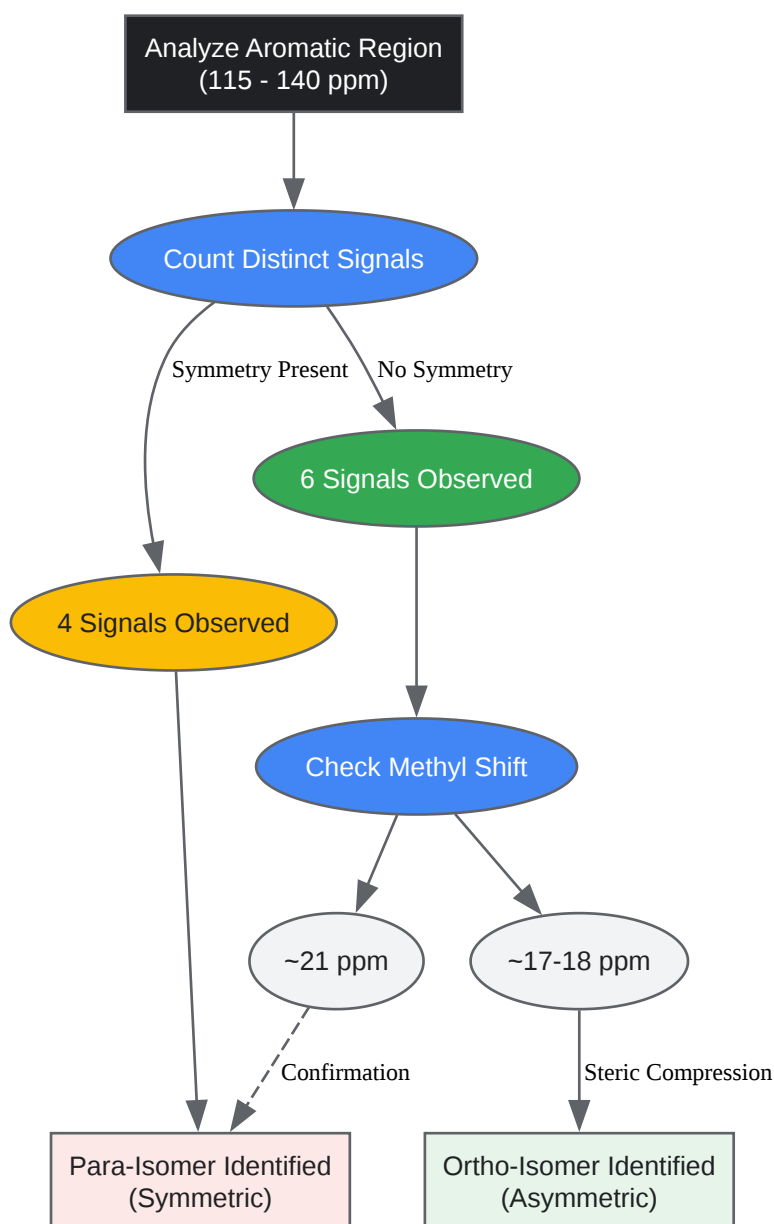 Analyze Aromatic Region
(115 - 140 ppm)
Count Distinct Signals
Symmetry Present
No Symmetry
6 Signals Observed
4 Signals Observed
Check Methyl Shift
~21 ppm
~17-18 ppm
Confirmation
Steric Compression
Para-Isomer Identified
(Symmetric)
Ortho-Isomer Identified
(Asymmetric)